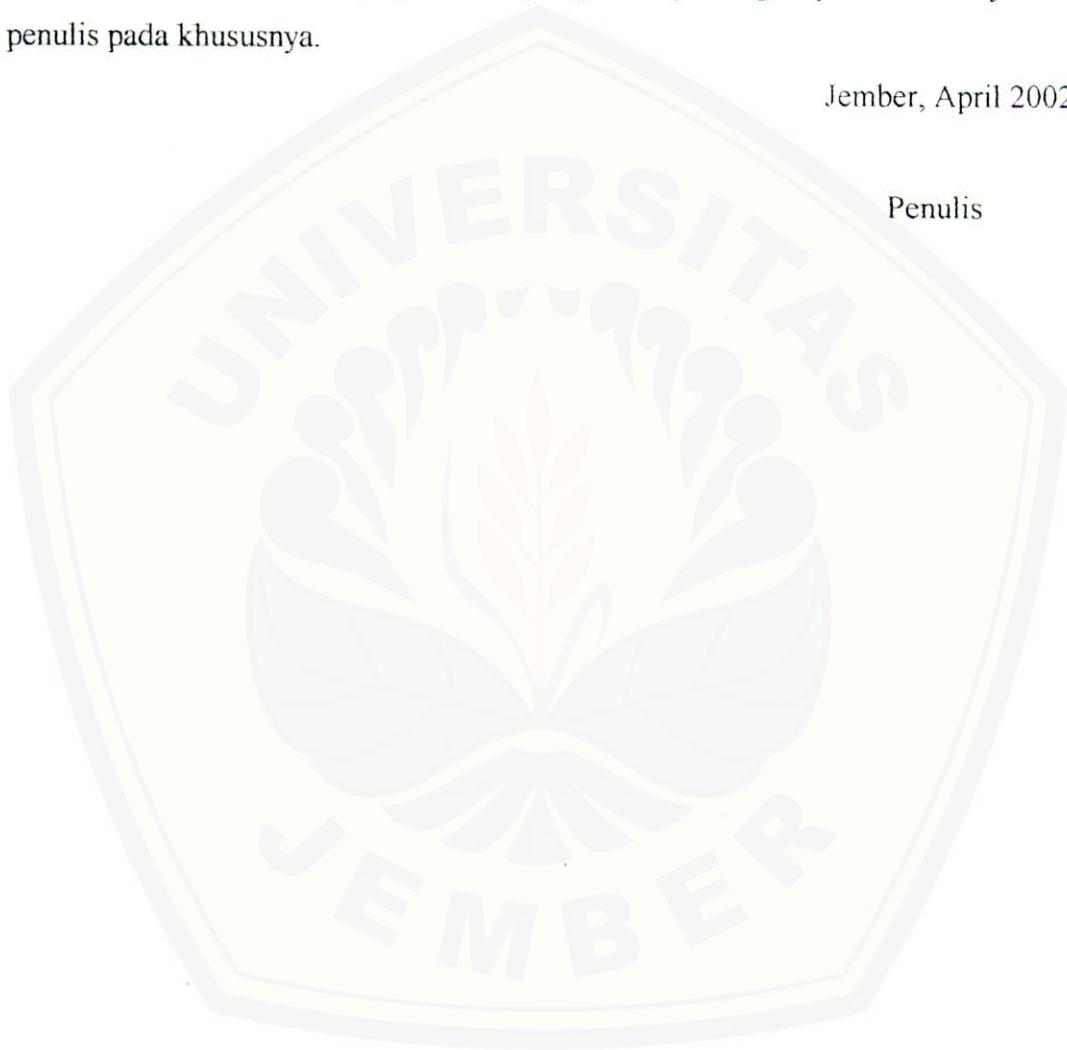 penulis pada khususnya.
Jember, April 2002
Penulis
UNIVERSITAS
JEMBER